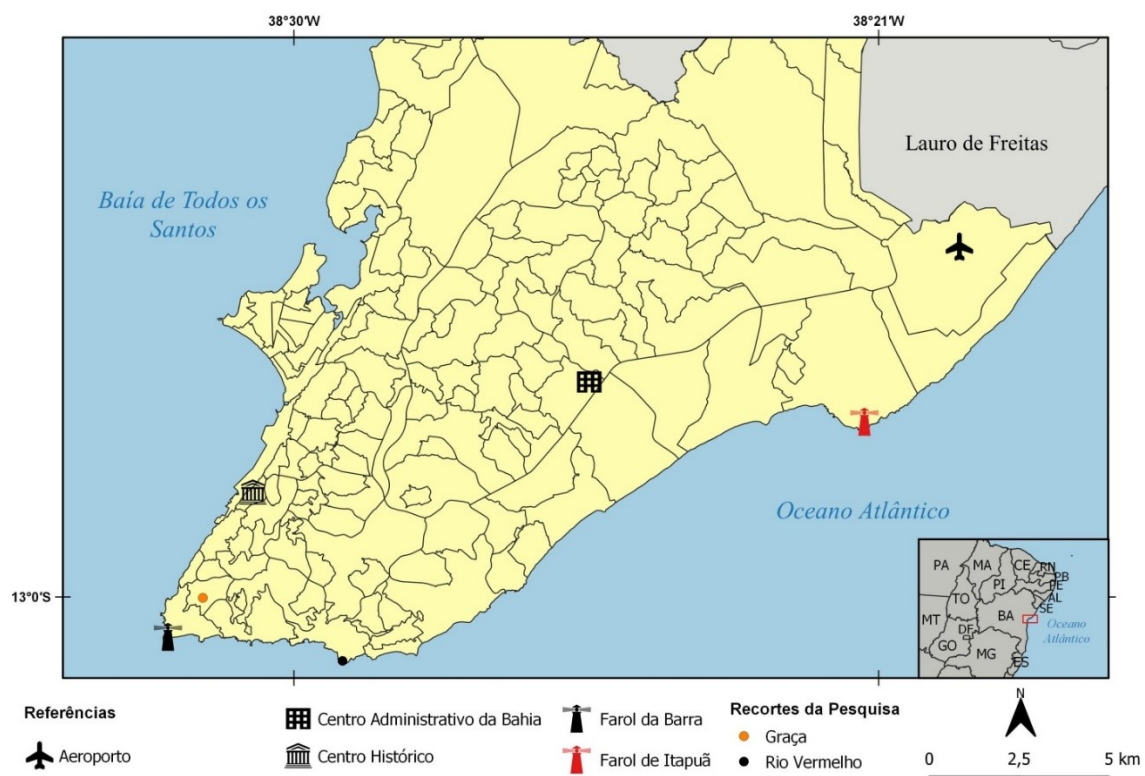 38°30'W
38°21'W
Lauro de Freitas
Baía de Todos os
Santos
Oceano Atlântico
13°0'S
PA
MA
CE
RN
PB
PE
AL
SE
PI
TO
BA
MT
DF
GO
MG
ES
Oceano
Atlântico
Referências
Aeroporto
Centro Administrativo da Bahia
Centro Histórico
Farol da Barra
Farol de Itapuã
Recortes da Pesquisa
Graça
Rio Vermelho
N
0 2,5 5 km